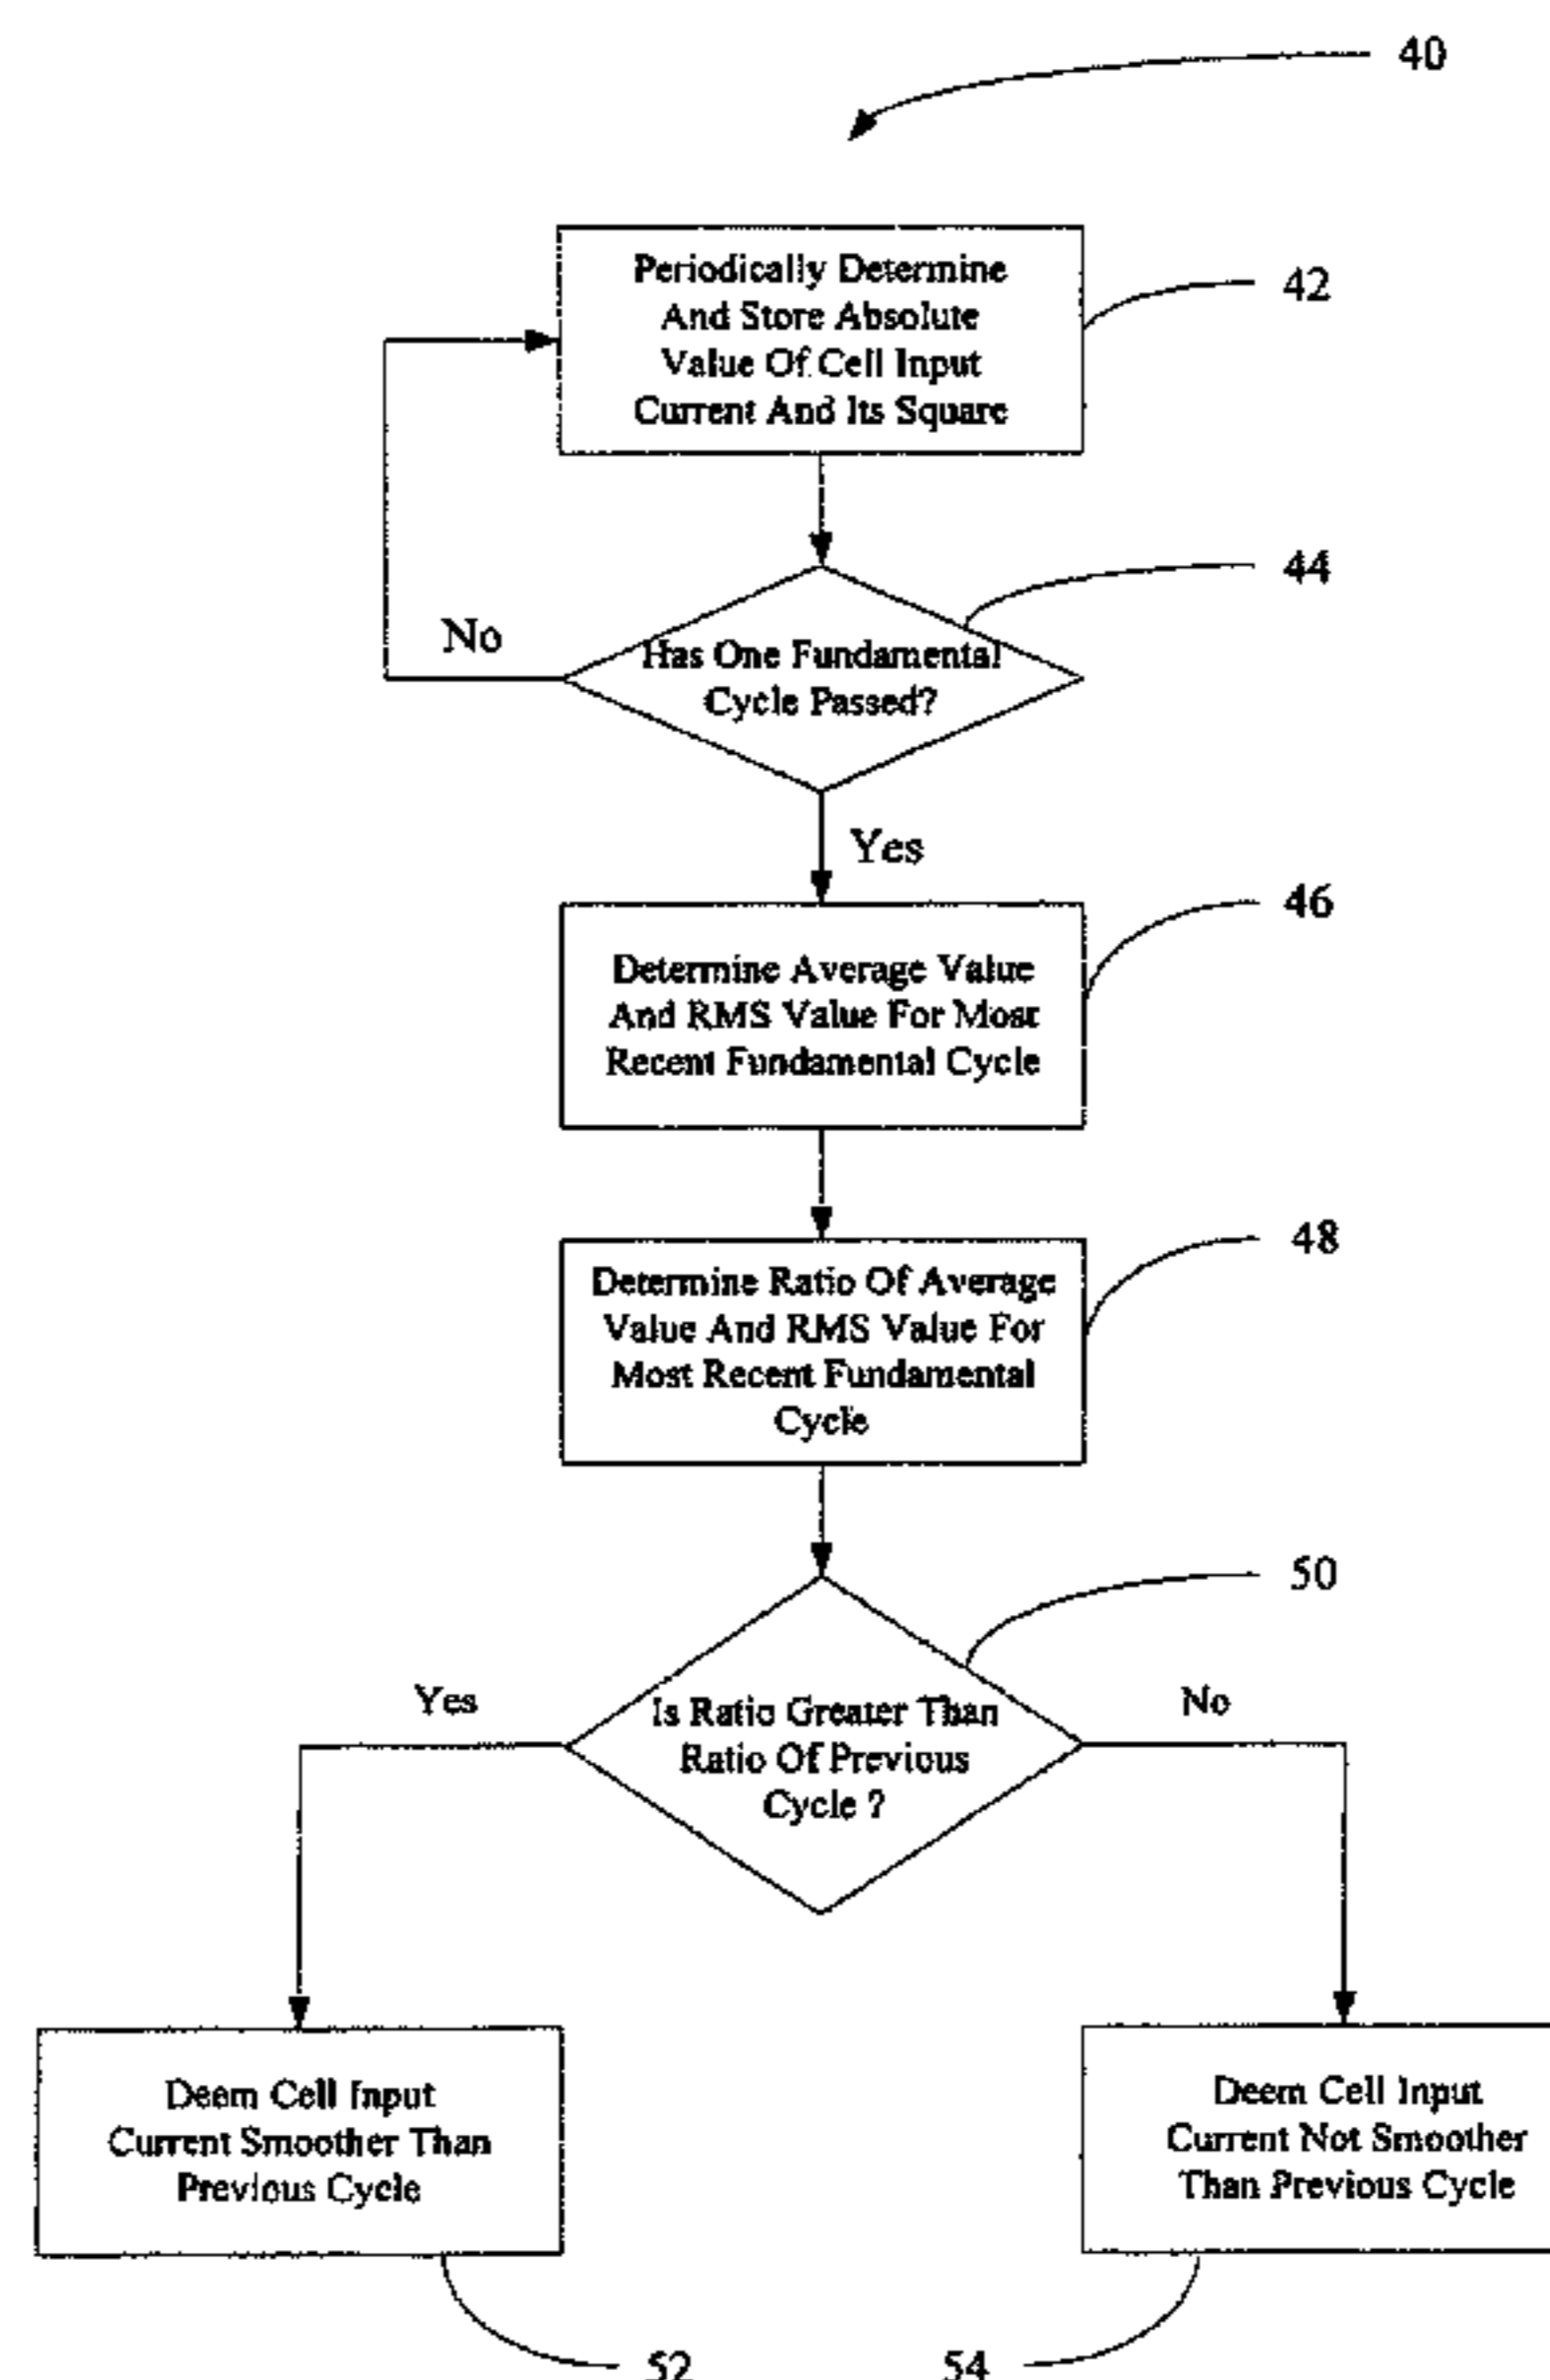 40
Periodically Determine
And Store Absolute
Value Of Cell Input
Current And Its Square
42
44
No
Has One Fundamental
Cycle Passed?
Yes
46
Determine Average Value
And RMS Value For Most
Recent Fundamental Cycle
48
Determine Ratio Of Average
Value And RMS Value For
Most Recent Fundamental
Cycle
50
Yes
No
Is Ratio Greater Than
Ratio Of Previous
Cycle ?
Deem Cell Input
Current Smoother Than
Previous Cycle
Deem Cell Input
Current Not Smoother
Than Previous Cycle
52
54